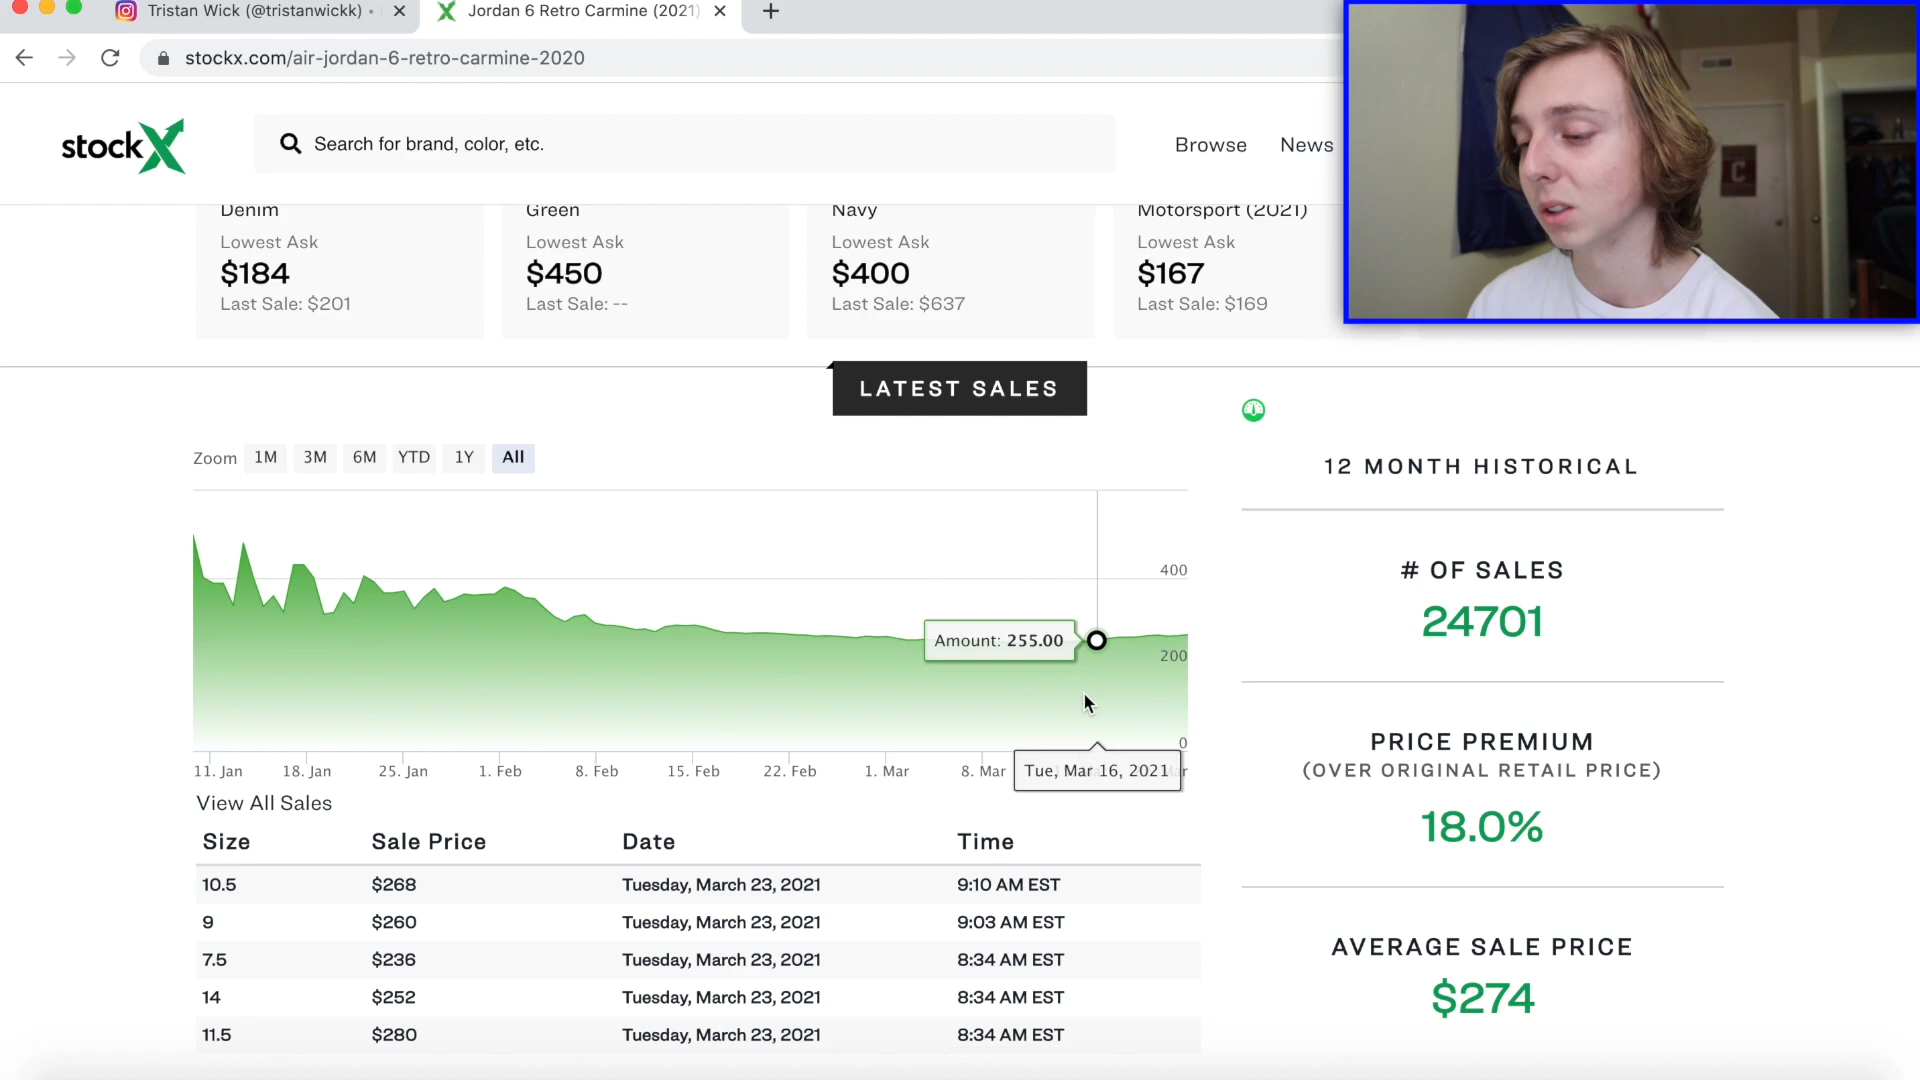 Tristan Wick (@tristanwickk) •
Jordan 6 Retro Carmine (2021)
stockx.com/air-jordan-6-retro-carmine-2020
stockX
Search for brand, color, etc.
Browse
News
C
Denim
Lowest Ask
$184
Last Sale: $201
Green
Lowest Ask
$450
Last Sale: --
Navy
Lowest Ask
$400
Last Sale: $637
Motorsport (2021)
Lowest Ask
$167
Last Sale: $169
LATEST SALES
Zoom 1M 3M 6M YTD 1Y All
400
Amount: 255.00
200
0
11. Jan 18. Jan 25. Jan 1. Feb 8. Feb 15. Feb 22. Feb 1. Mar 8. Mar
Tue, Mar 16, 2021
View All Sales
Size Sale Price Date Time
10.5 $268 Tuesday, March 23, 2021 9:10 AM EST
9 $260 Tuesday, March 23, 2021 9:03 AM EST
7.5 $236 Tuesday, March 23, 2021 8:34 AM EST
14 $252 Tuesday, March 23, 2021 8:34 AM EST
11.5 $280 Tuesday, March 23, 2021 8:34 AM EST
12 MONTH HISTORICAL
# OF SALES
24701
PRICE PREMIUM
(OVER ORIGINAL RETAIL PRICE)
18.0%
AVERAGE SALE PRICE
$274